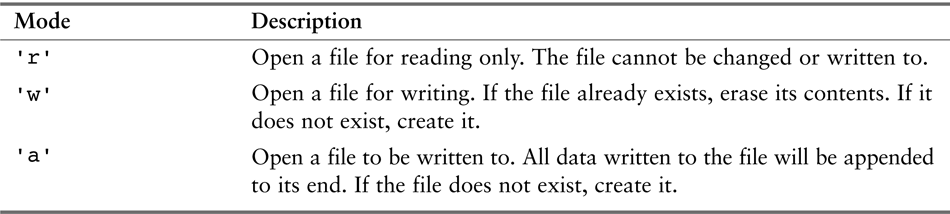 Mode Description
'r' Open a file for reading only. The file cannot be changed or written to.
'w' Open a file for writing. If the file already exists, erase its contents. If it
does not exist, create it.
'a' Open a file to be written to. All data written to the file will be appended
to its end. If the file does not exist, create it.